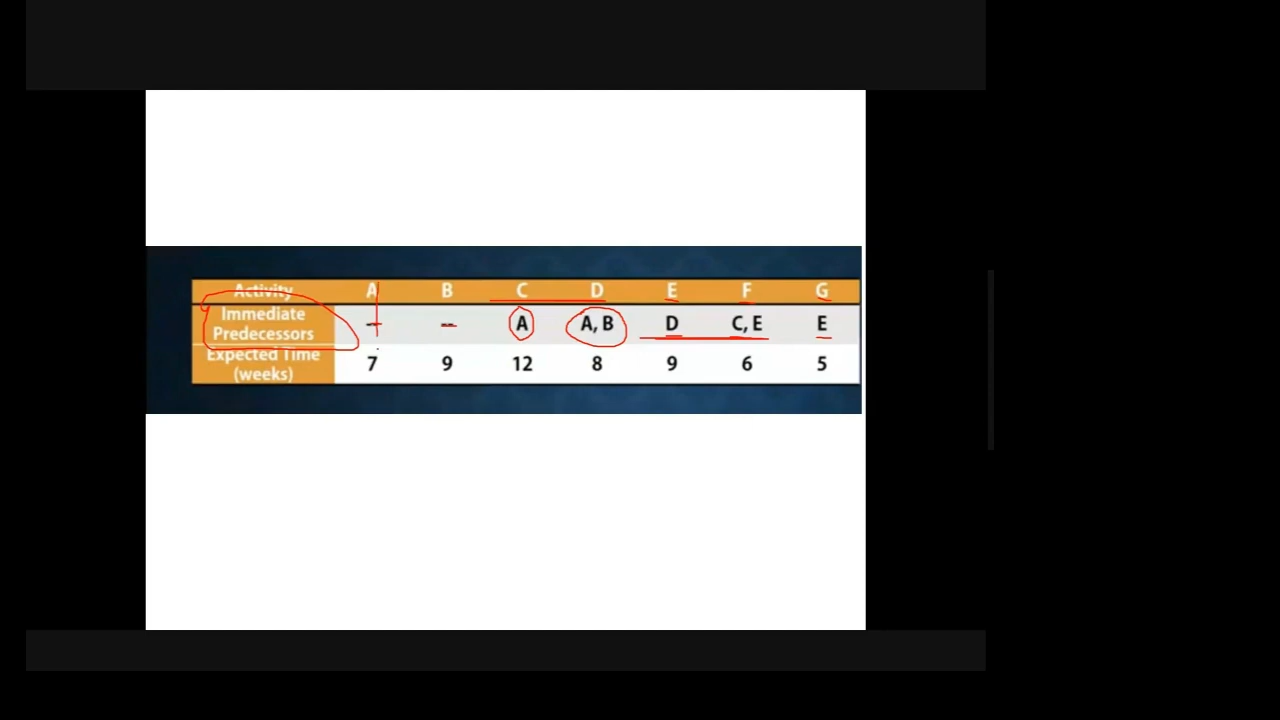 Activity A B C D E F G
Immediate Predecessors -- -- A A, B D C, E E
Expected Time (weeks) 7 9 12 8 9 6 5